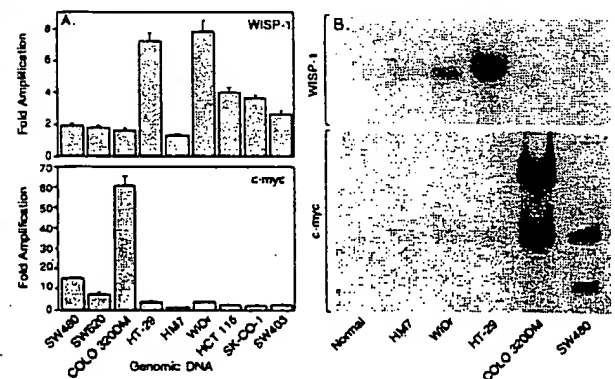 A.
WISP-1
Fold Amplification
8
6
4
2
0
c-myc
Fold Amplification
70
60
50
40
30
20
10
0
SW480
SW620
COLO 320DM
HT-29
HM7
WiDr
HCT 116
SK-CO-1
SW403
Genomic DNA
B.
WISP-1
c-myc
Normal
HM7
WiDr
HT-29
COLO 320DM
SW480